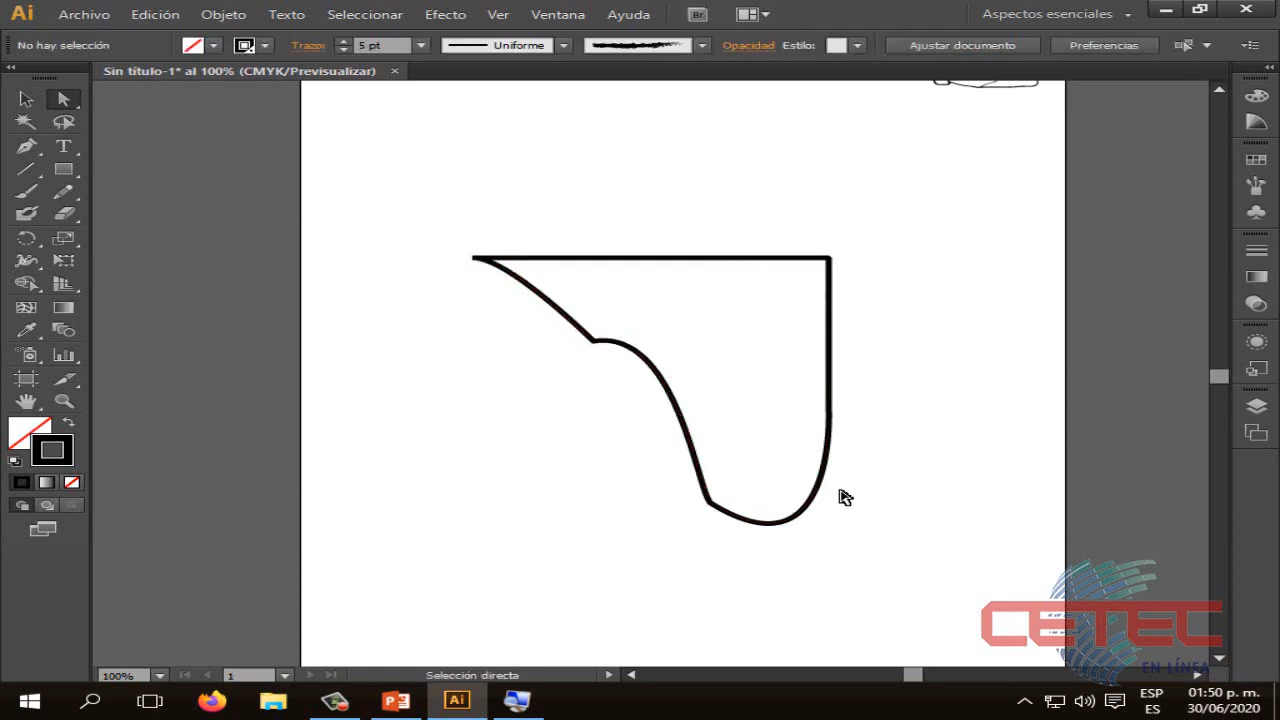 Ai Archivo Edición Objeto Texto Seleccionar Efecto Ver Ventana Ayuda Br Aspectos esenciales
No hay selección Trazo: 5 pt Uniforme Opacidad Estilo: Ajustar documento Preferencias
Sin título-1* al 100% (CMYK/Previsualizar) ×
T
CETEC
EN LÍNEA
100% 1 Selección directa
Ai ESP 01:50 p. m.
ES 30/06/2020